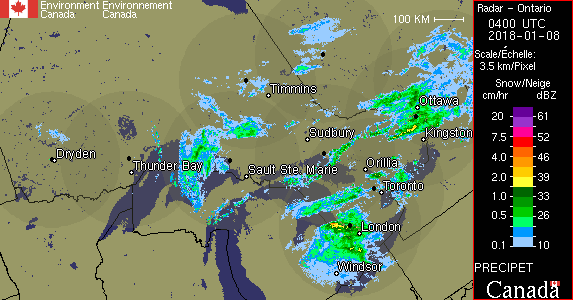 Environment Environnement
Canada Canada
100 KM
Timmins
Ottawa
Kingston
Sudbury
Dryden
Thunder Bay
Sault Ste. Marie
Orillia
Toronto
London
Windsor
Radar - Ontario
0400 UTC
2018-01-08
Scale/Échelle:
3.5 km/Pixel
Snow/Neige
cm/hr dBZ
20 61
7.5 52
4.0 46
2.0 39
1.0 33
0.5 26
0.1 10
PRECIPET
Canada